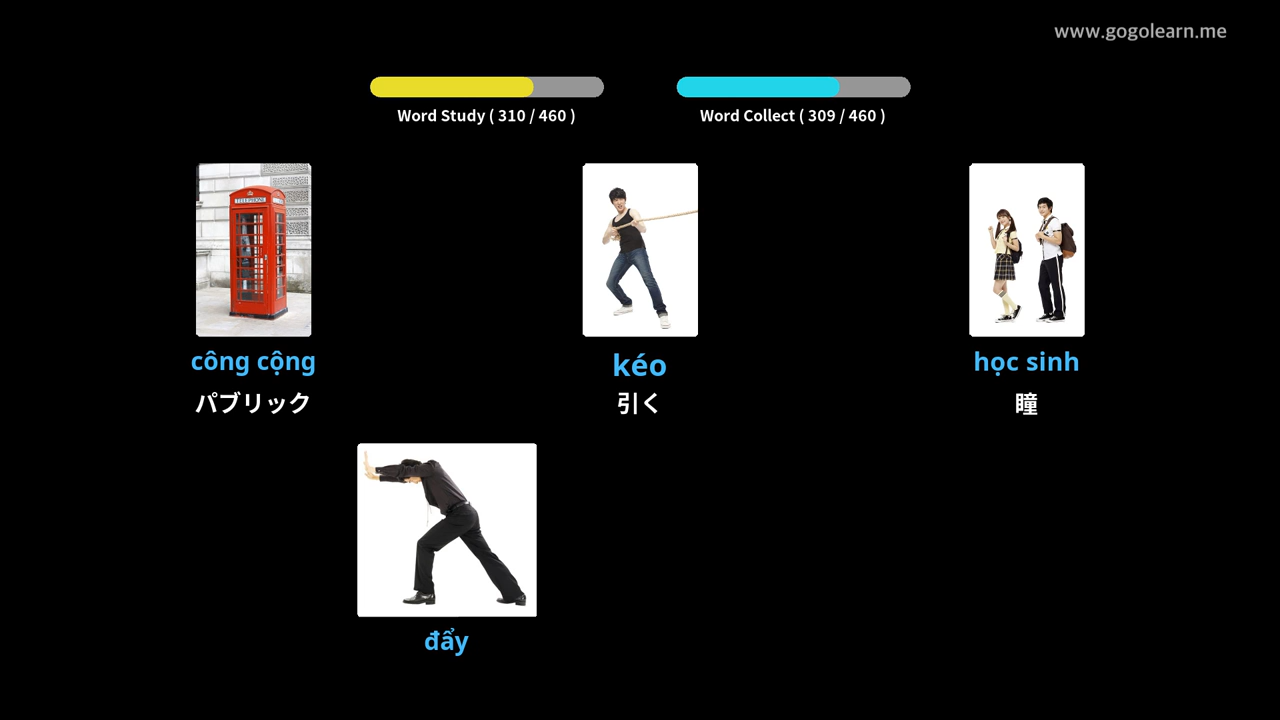 www.gogolearn.me
Word Study ( 310 / 460 )
Word Collect ( 309 / 460 )
TELEPHONE
công cộng
kéo
học sinh
パブリック
引く
瞳
đẩy